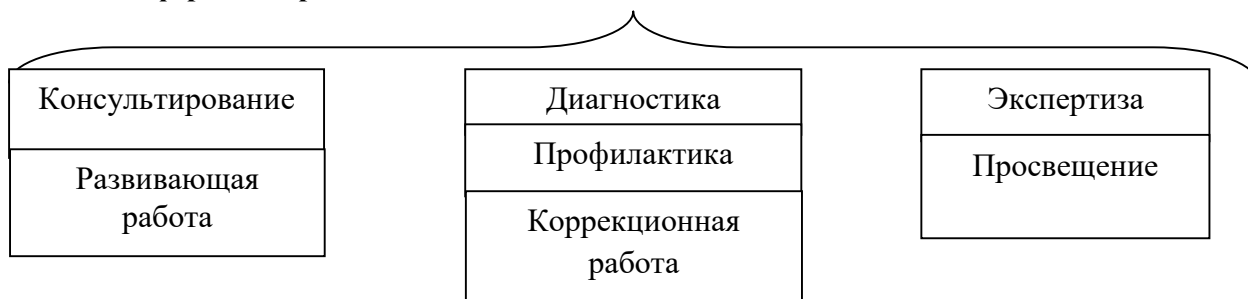 Консультирование
Развивающая
работа
Диагностика
Профилактика
Коррекционная
работа
Экспертиза
Просвещение